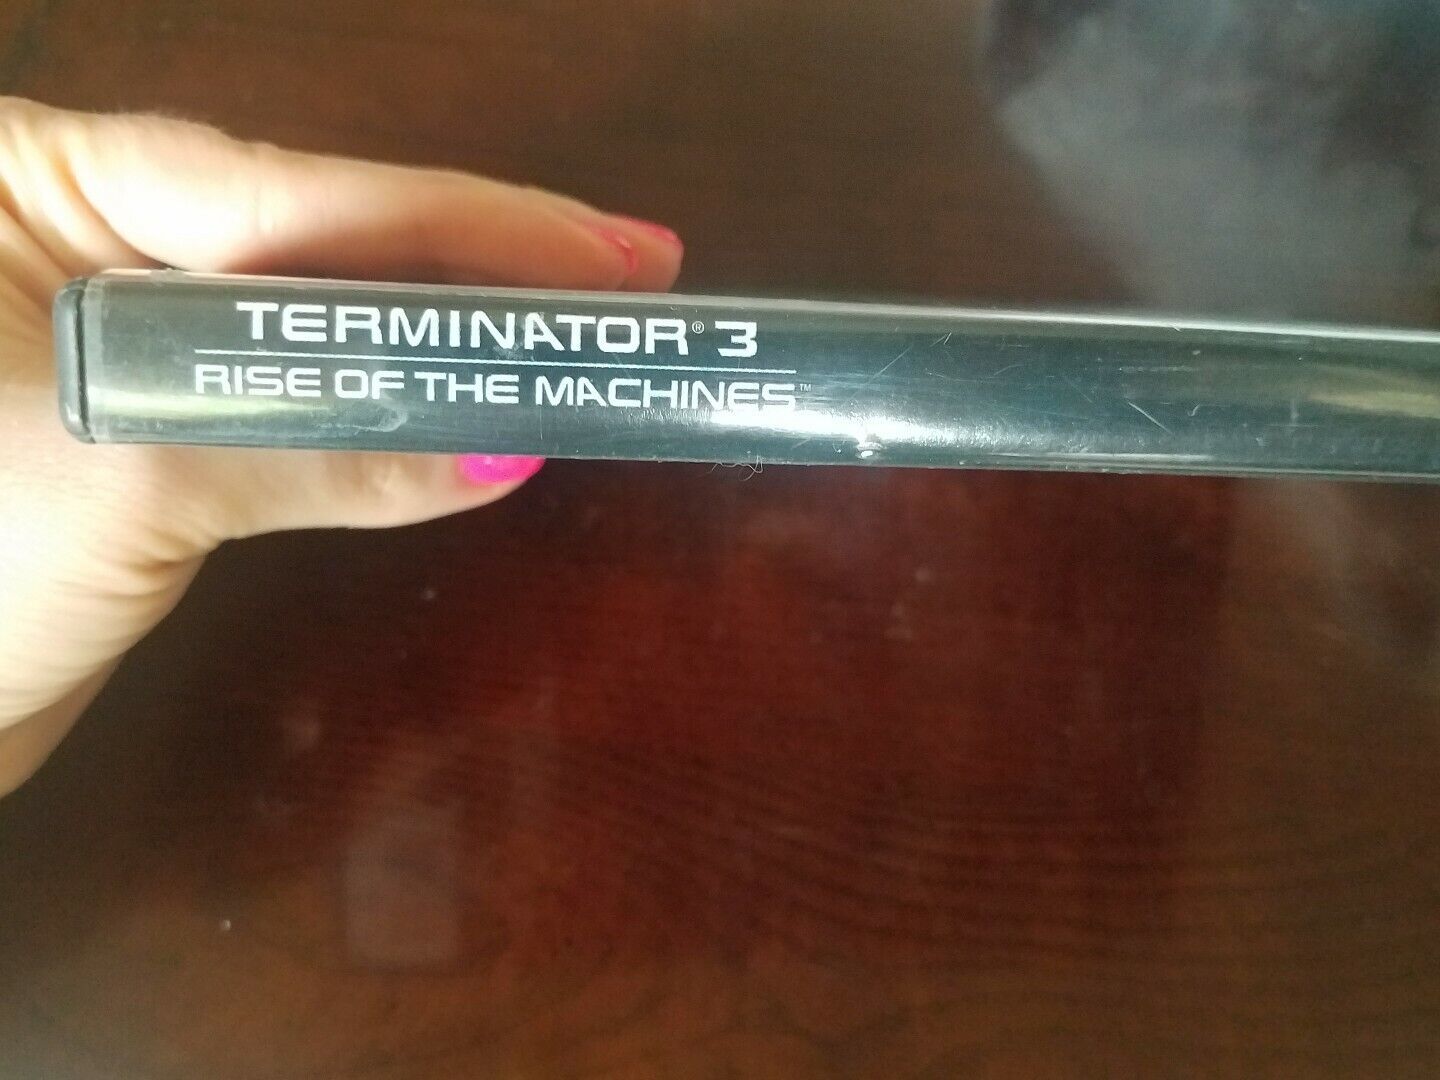 TERMINATOR® 3
RISE OF THE MACHINES™